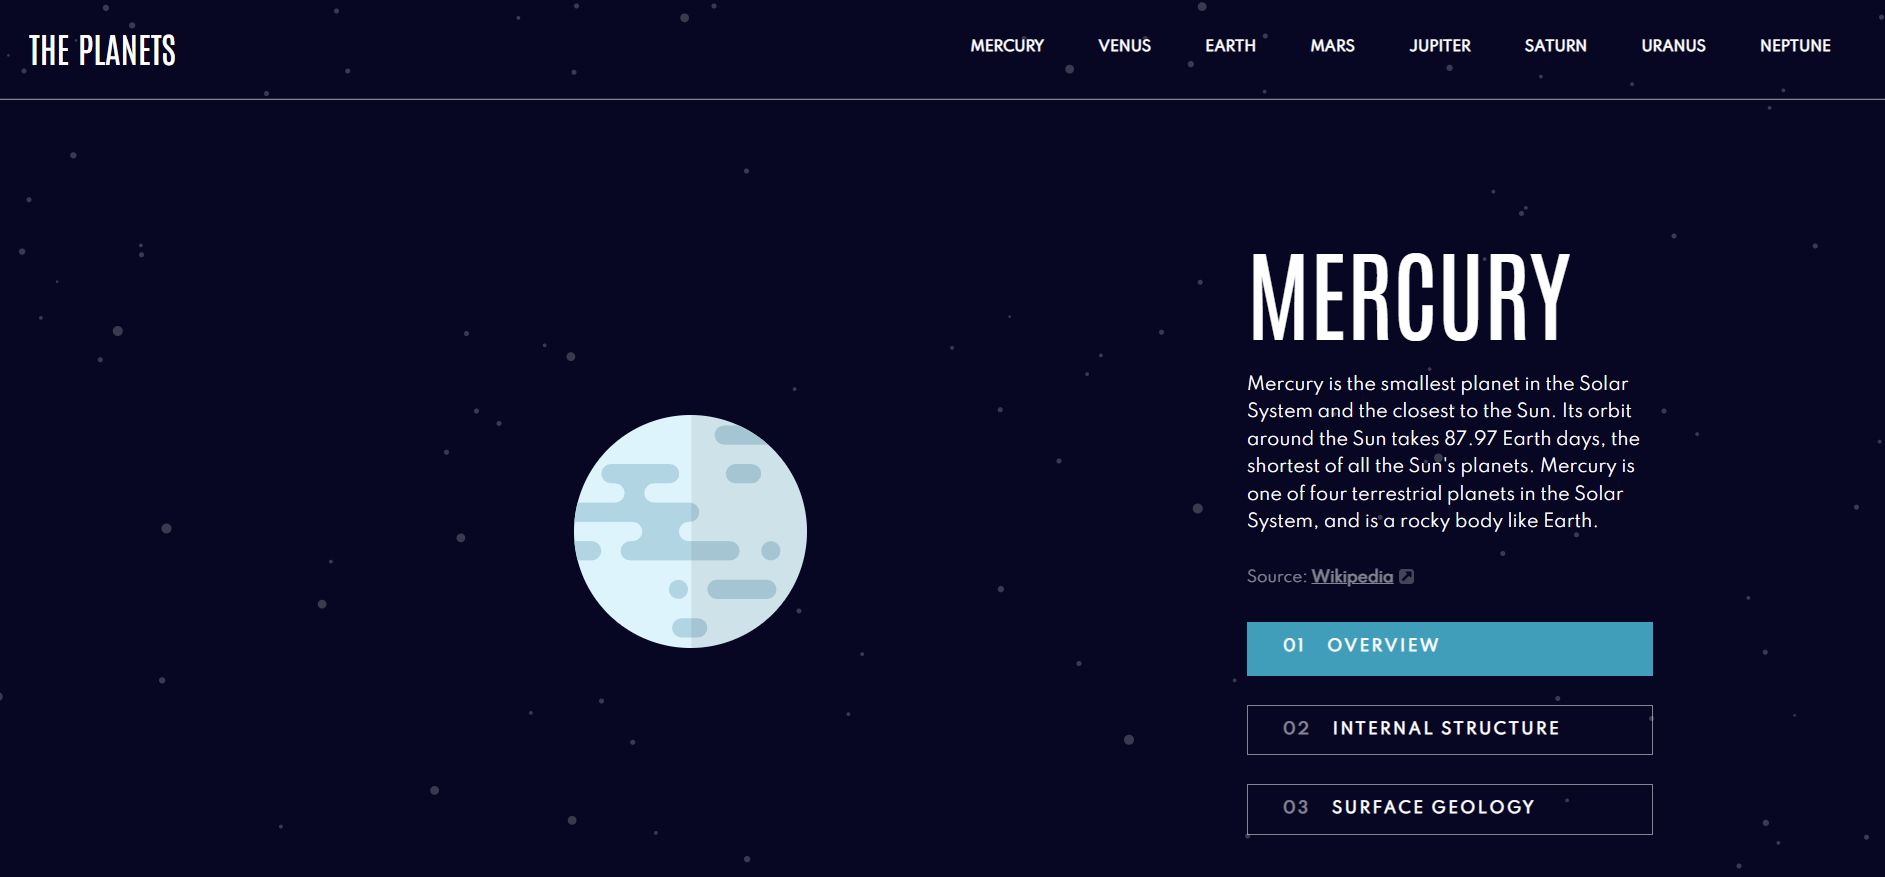 THE PLANETS
MERCURY VENUS EARTH MARS JUPITER SATURN URANUS NEPTUNE
MERCURY
Mercury is the smallest planet in the Solar
System and the closest to the Sun. Its orbit
around the Sun takes 87.97 Earth days, the
shortest of all the Sun's planets. Mercury is
one of four terrestrial planets in the Solar
System, and is a rocky body like Earth.
Source: Wikipedia
01 OVERVIEW
02 INTERNAL STRUCTURE
03 SURFACE GEOLOGY